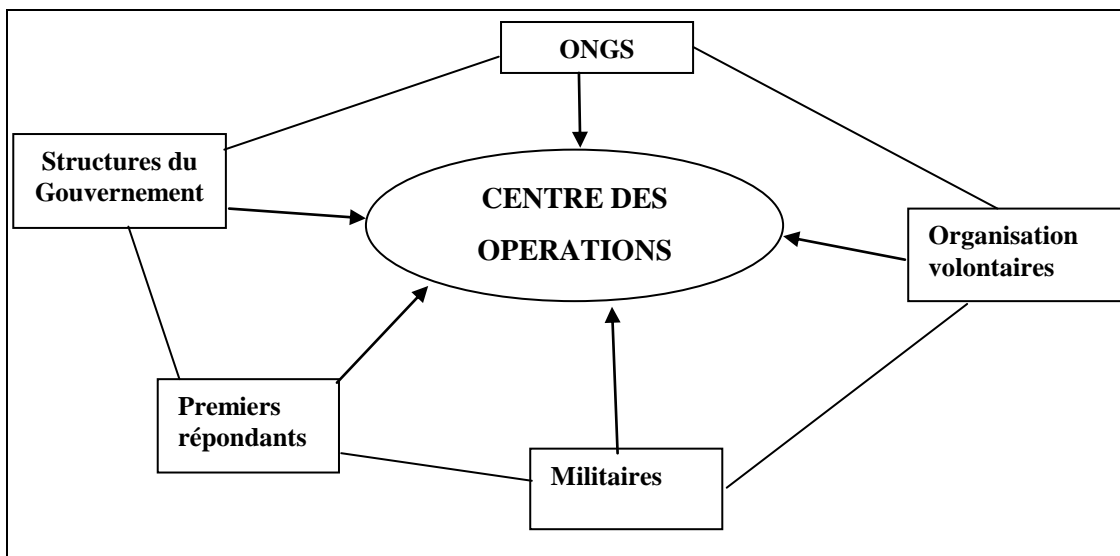 ONGS
Structures du
Gouvernement
CENTRE DES
OPERATIONS
Organisation
volontaires
Premiers
répondants
Militaires